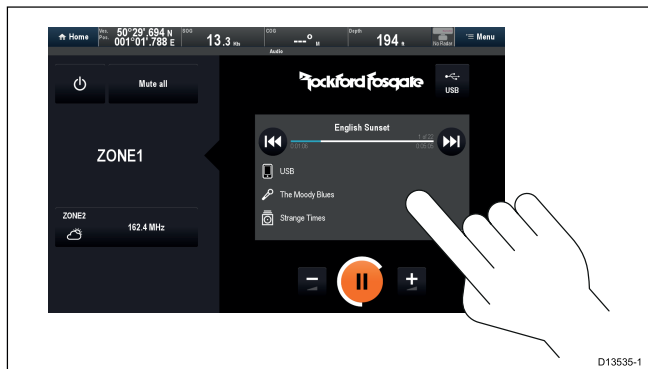 Home
Ves. Pos. 50°29'.694 N 001°01'.788 E
SOG 13.3 Kts
COG ---° M
Depth 194 ft
No Radar
Menu
Audio
Mute all
Rockford Fosgate
USB
English Sunset
1 of 22
0:01:06 0:05:05
ZONE1
USB
The Moody Blues
Strange Times
ZONE2
162.4 MHz
D13535-1